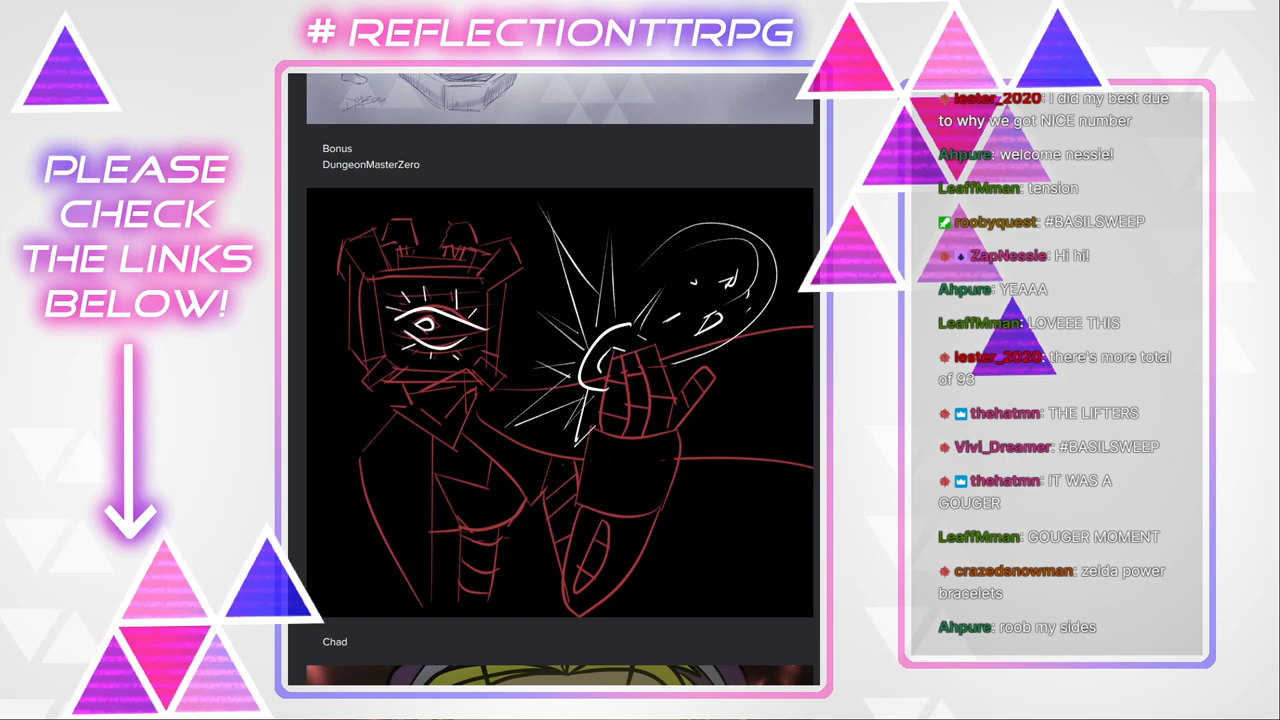 # REFLECTIONTTRPG
PLEASE
CHECK
THE LINKS
BELOW!
Bonus
DungeonMasterZero
Chad
lester_2020: I did my best due
to why we got NICE number
Ahpure: welcome nessie!
LeaffMman: tension
roobyquest: #BASILSWEEP
ZapNessie: Hi hi!
Ahpure: YEAAA
LeaffMman: LOVEEE THIS
lester_2020: there's more total
of 93
thehatmn: THE LIFTERS
Vivi_Dreamer: #BASILSWEEP
thehatmn: IT WAS A
GOUGER
LeaffMman: GOUGER MOMENT
crazedsnowman: zelda power
bracelets
Ahpure: roob my sides